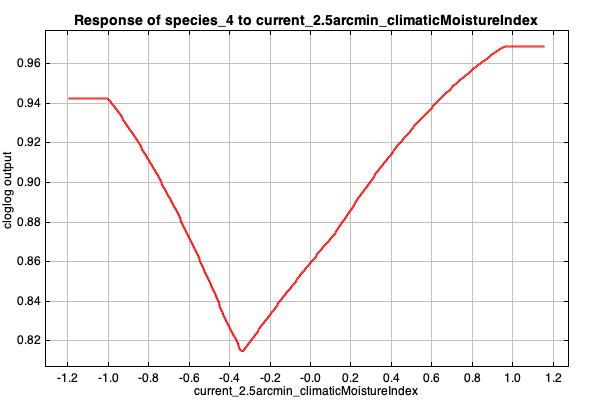 Response of species_4 to current_2.5arcmin_climaticMoistureIndex
cloglog output
0.96
0.94
0.92
0.90
0.88
0.86
0.84
0.82
-1.2 -1.0 -0.8 -0.6 -0.4 -0.2 -0.0 0.2 0.4 0.6 0.8 1.0 1.2
current_2.5arcmin_climaticMoistureIndex